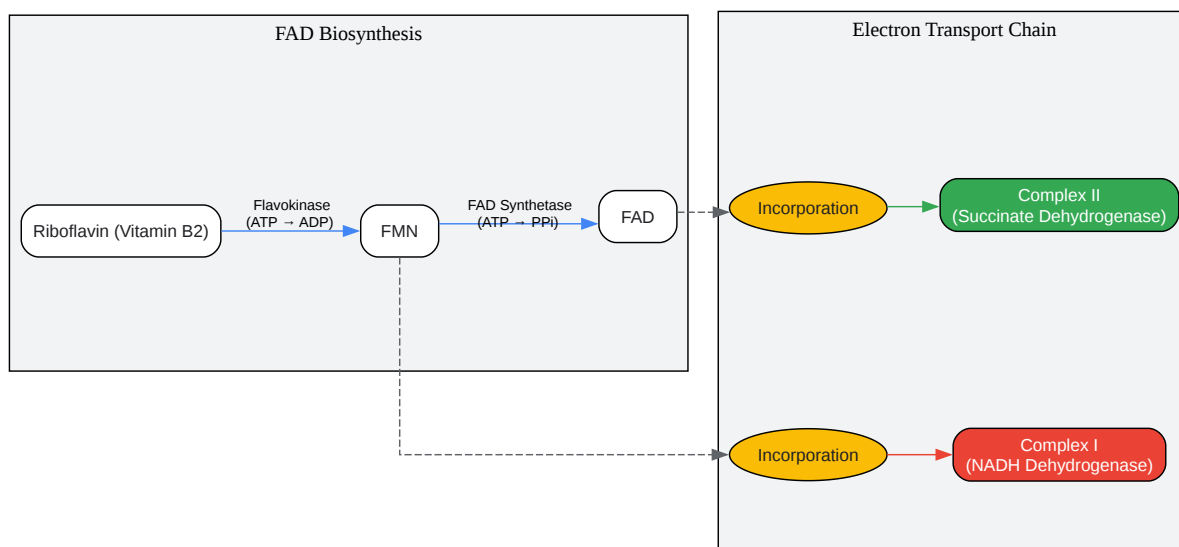 FAD Biosynthesis
Electron Transport Chain
Riboflavin (Vitamin B2)
Flavokinase
(ATP → ADP)
FMN
FAD Synthetase
(ATP → PPi)
FAD
Incorporation
Complex II
(Succinate Dehydrogenase)
Incorporation
Complex I
(NADH Dehydrogenase)